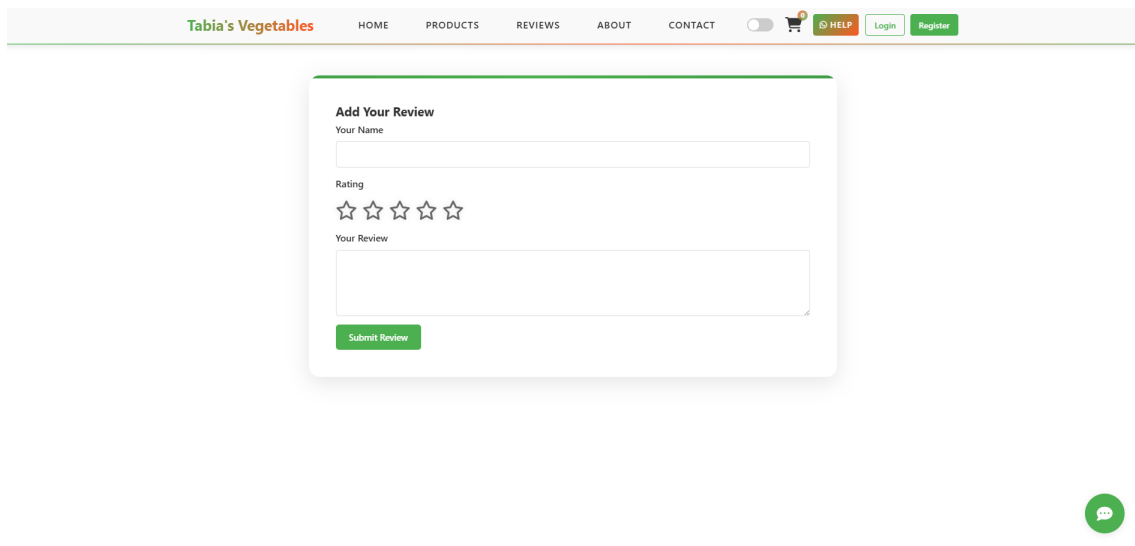 Tabia's Vegetables HOME PRODUCTS REVIEWS ABOUT CONTACT 0 HELP Login Register
Add Your Review
Your Name
Rating
Your Review
Submit Review